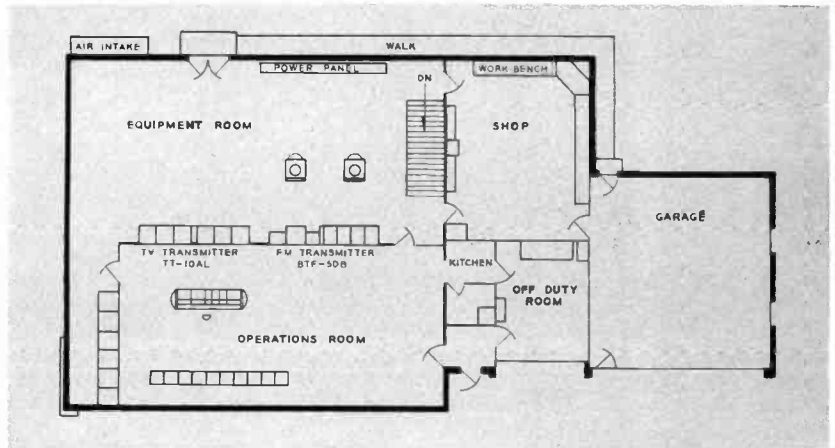 AIR INTAKE
WALK
POWER PANEL
DN
WORK BENCH
EQUIPMENT ROOM
SHOP
GARAGE
TV TRANSMITTER
TT-10AL
FM TRANSMITTER
BTF-5DB
KITCHEN
OFF DUTY
ROOM
OPERATIONS ROOM